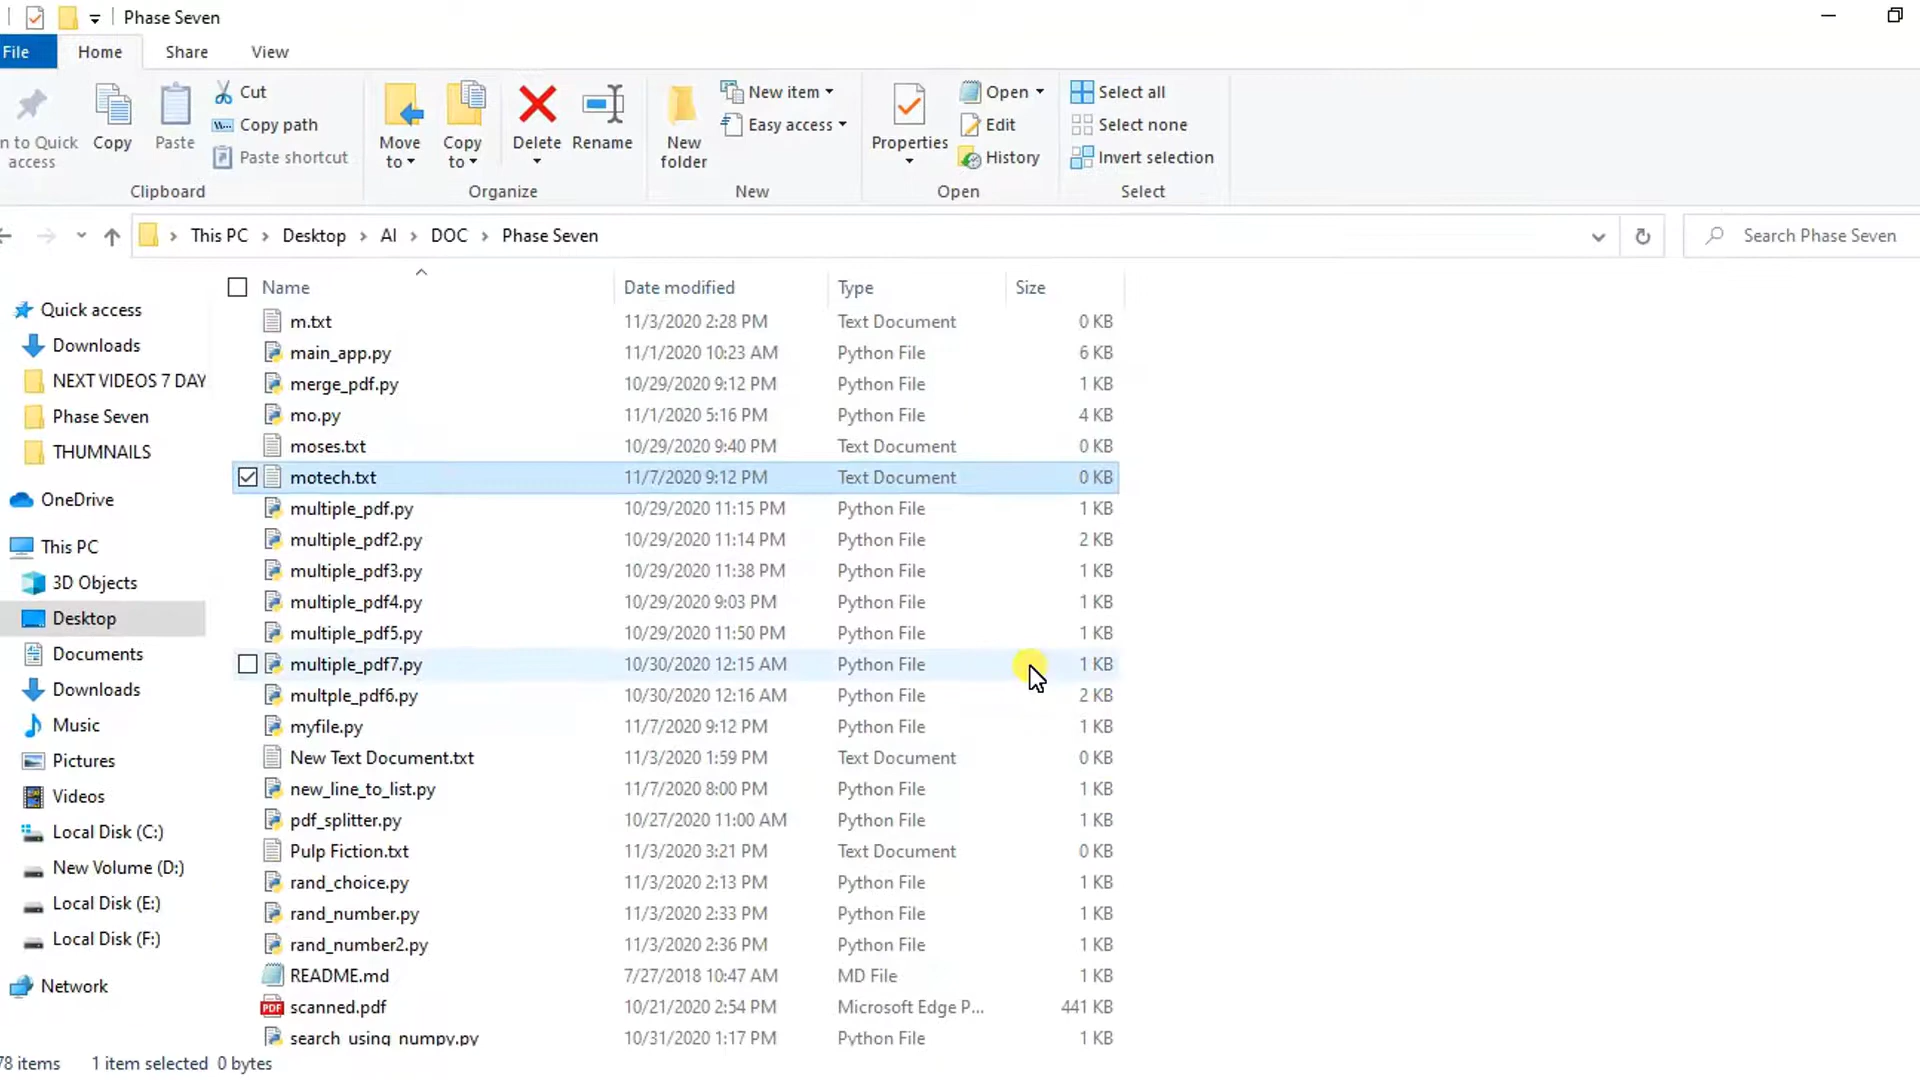 Phase Seven
File Home Share View
n to Quick access
Copy
Paste
Cut
Copy path
Paste shortcut
Clipboard
Move to
Copy to
Delete
Rename
Organize
New folder
New item
Easy access
New
Properties
Open
Edit
History
Open
Select all
Select none
Invert selection
Select
This PC Desktop AI DOC Phase Seven
Search Phase Seven
Quick access
Downloads
NEXT VIDEOS 7 DAY
Phase Seven
THUMNAILS
OneDrive
This PC
3D Objects
Desktop
Documents
Downloads
Music
Pictures
Videos
Local Disk (C:)
New Volume (D:)
Local Disk (E:)
Local Disk (F:)
Network
Name Date modified Type Size
m.txt 11/3/2020 2:28 PM Text Document 0 KB
main_app.py 11/1/2020 10:23 AM Python File 6 KB
merge_pdf.py 10/29/2020 9:12 PM Python File 1 KB
mo.py 11/1/2020 5:16 PM Python File 4 KB
moses.txt 10/29/2020 9:40 PM Text Document 0 KB
motech.txt 11/7/2020 9:12 PM Text Document 0 KB
multiple_pdf.py 10/29/2020 11:15 PM Python File 1 KB
multiple_pdf2.py 10/29/2020 11:14 PM Python File 2 KB
multiple_pdf3.py 10/29/2020 11:38 PM Python File 1 KB
multiple_pdf4.py 10/29/2020 9:03 PM Python File 1 KB
multiple_pdf5.py 10/29/2020 11:50 PM Python File 1 KB
multiple_pdf7.py 10/30/2020 12:15 AM Python File 1 KB
multple_pdf6.py 10/30/2020 12:16 AM Python File 2 KB
myfile.py 11/7/2020 9:12 PM Python File 1 KB
New Text Document.txt 11/3/2020 1:59 PM Text Document 0 KB
new_line_to_list.py 11/7/2020 8:00 PM Python File 1 KB
pdf_splitter.py 10/27/2020 11:00 AM Python File 1 KB
Pulp Fiction.txt 11/3/2020 3:21 PM Text Document 0 KB
rand_choice.py 11/3/2020 2:13 PM Python File 1 KB
rand_number.py 11/3/2020 2:33 PM Python File 1 KB
rand_number2.py 11/3/2020 2:36 PM Python File 1 KB
README.md 7/27/2018 10:47 AM MD File 1 KB
PDF scanned.pdf 10/21/2020 2:54 PM Microsoft Edge P... 441 KB
search_using_numpy.py 10/31/2020 1:17 PM Python File 1 KB
78 items 1 item selected 0 bytes